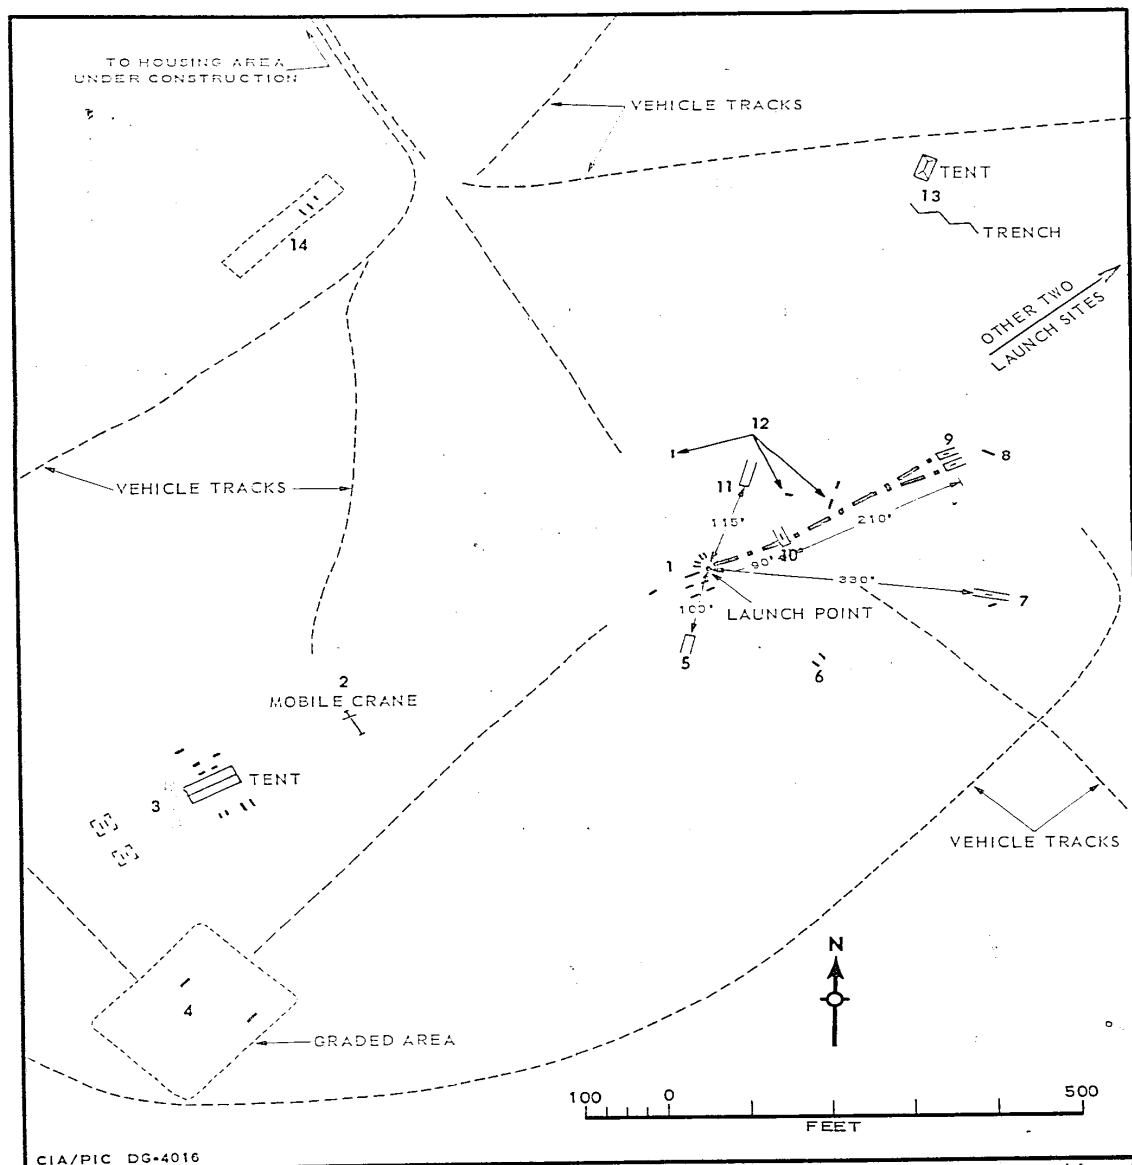 TO HOUSING AREA
UNDER CONSTRUCTION
VEHICLE TRACKS
TENT
13
TRENCH
14
OTHER TWO
LAUNCH SITES
12
9
8
11
VEHICLE TRACKS
115'
210'
10
1
90'
330'
7
100'
LAUNCH POINT
5
6
2
MOBILE CRANE
TENT
3
VEHICLE TRACKS
N
4
GRADED AREA
100 0 500
FEET
CIA/PIC DG-4016